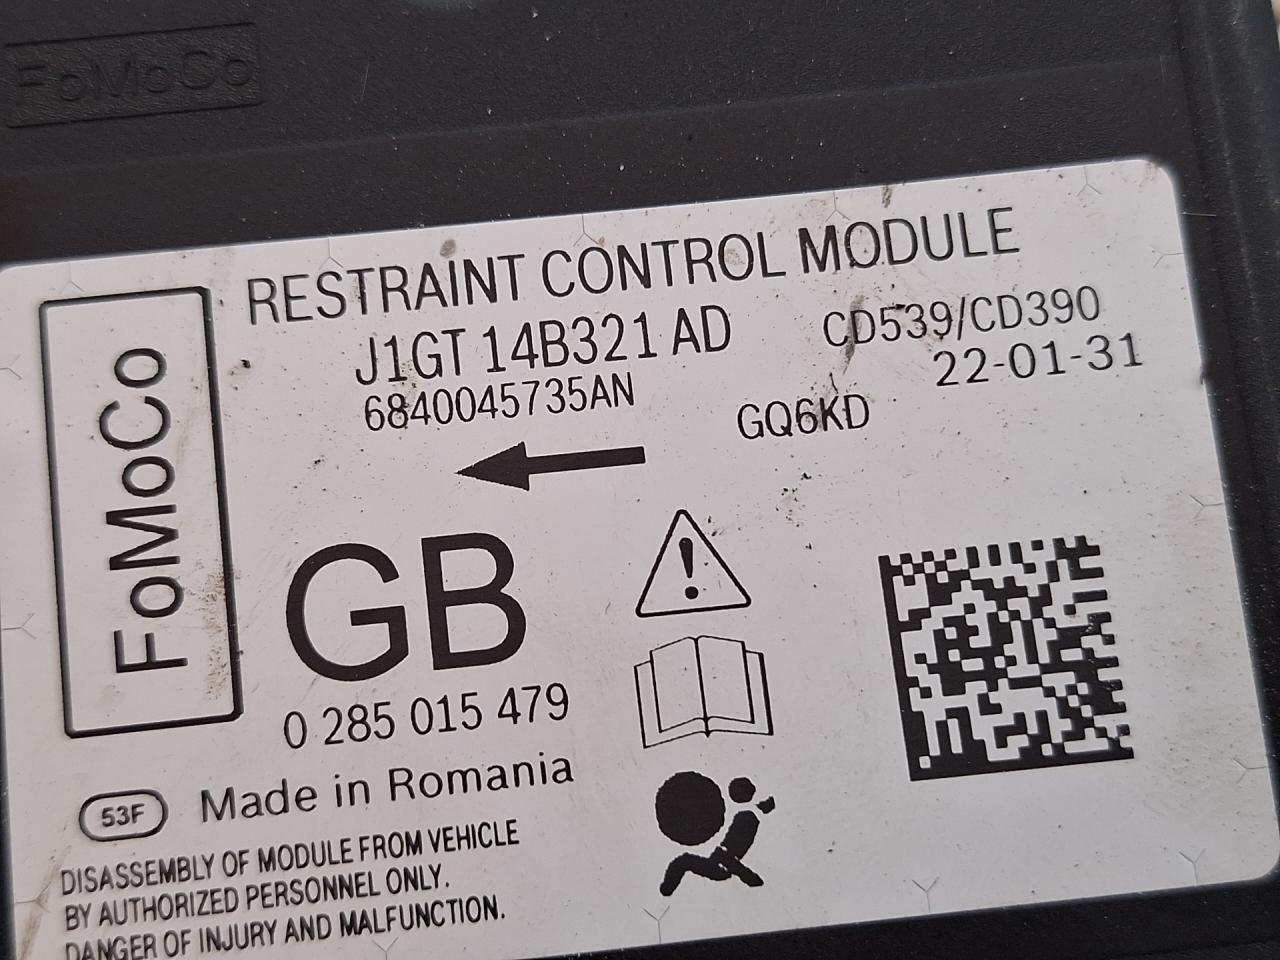 FoMoCo
RESTRAINT CONTROL MODULE
J1GT 14B321 AD CD539/CD390
6840045735AN 22-01-31
GQ6KD
FoMoCo
GB
0 285 015 479
53F Made in Romania
DISASSEMBLY OF MODULE FROM VEHICLE
BY AUTHORIZED PERSONNEL ONLY.
DANGER OF INJURY AND MALFUNCTION.